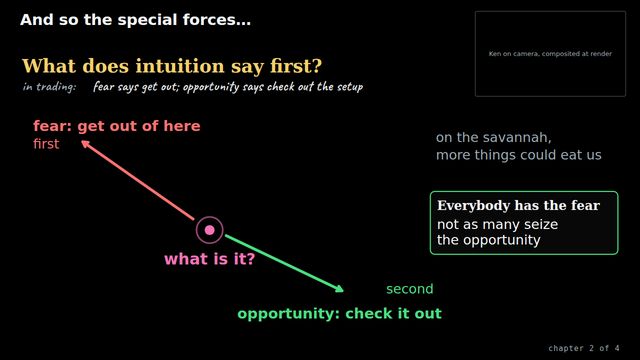 And so the special forces...
Ken on camera, composited at render
What does intuition say first?
in trading: fear says get out; opportunity says check out the setup
fear: get out of here
first
on the savannah,
more things could eat us
Everybody has the fear
not as many seize
the opportunity
what is it?
second
opportunity: check it out
chapter 2 of 4